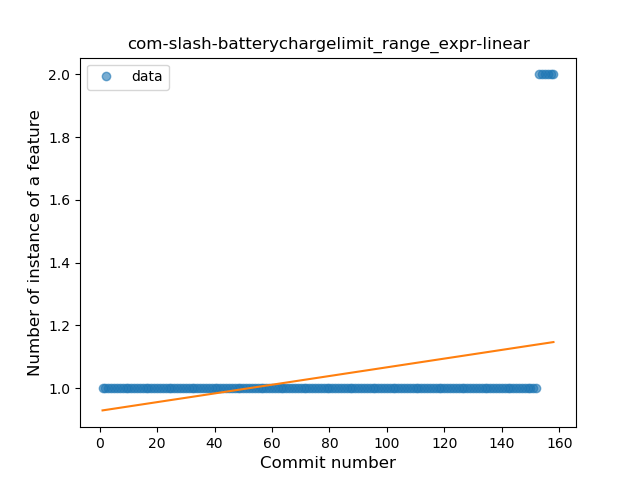 com-slash-batterychargelimit_range_expr-linear
data
Number of instance of a feature
2.0
1.8
1.6
1.4
1.2
1.0
0 20 40 60 80 100 120 140 160
Commit number